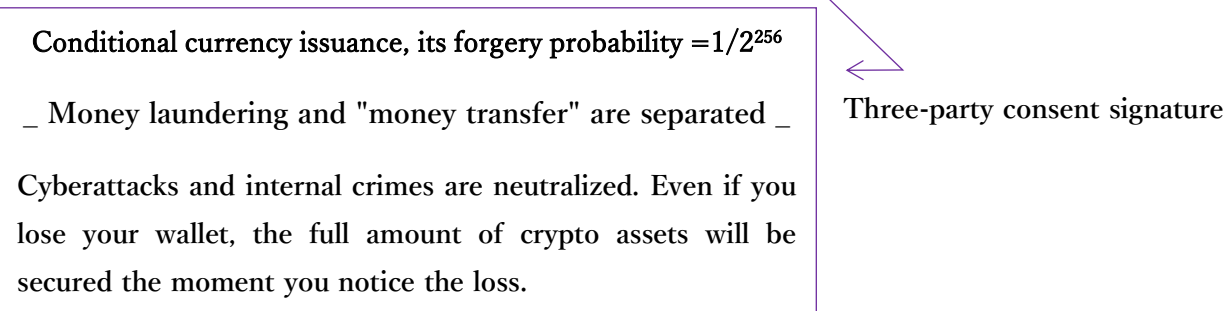 Conditional currency issuance, its forgery probability =1/2²⁵⁶
_ Money laundering and "money transfer" are separated _
Three-party consent signature
Cyberattacks and internal crimes are neutralized. Even if you
lose your wallet, the full amount of crypto assets will be
secured the moment you notice the loss.